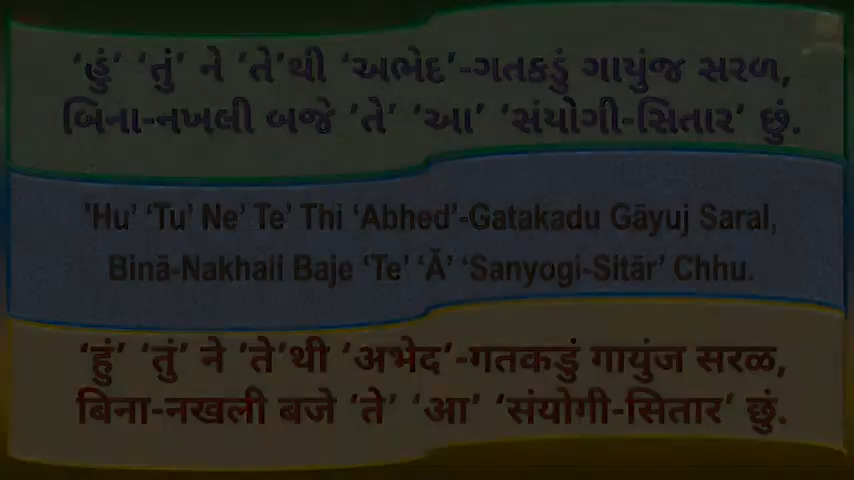 ‘હું’ ‘તું’ ને ‘તે’થી ‘અભેદ’-ગતકડું ગાયુંજ સરળ,
બિના-નખલી બજે ‘તે’ ‘આ’ ‘સંયોગી-સિતાર’ છું.
‘Hu’ ‘Tu’ Ne’ Te’ Thi ‘Abhed’-Gatakadu Gāyuj Saral,
Binā-Nakhali Baje ‘Te’ ‘Ā’ ‘Sanyogi-Sitār’ Chhu.
‘हुं’ ‘तुं’ ने ‘ते’थी ‘अभेद’-गतकडुं गायुंज सरळ,
बिना-नखली बजे ‘ते’ ‘आ’ ‘संयोगी-सितार’ छुं.